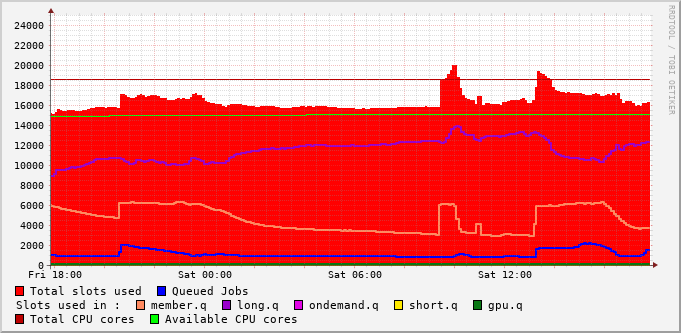 24000
22000
20000
18000
16000
14000
12000
10000
8000
6000
4000
2000
0
Fri 18:00 Sat 00:00 Sat 06:00 Sat 12:00
Total slots used Queued Jobs
Slots used in : member.q long.q ondemand.q short.q gpu.q
Total CPU cores Available CPU cores
RRDTOOL / TOBI OETIKER